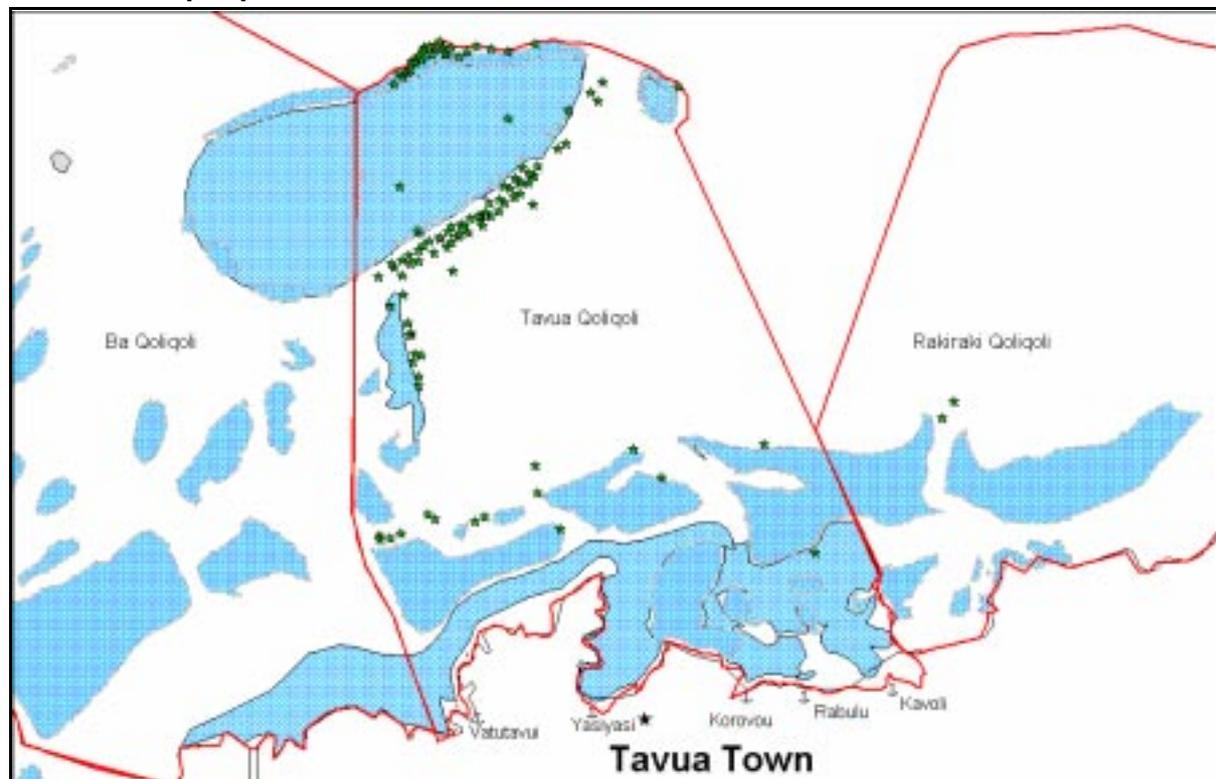 Tavua Qoliqoli
Ba Qoliqoli
Rakiraki Qoliqoli
Vatutavui
Yasiyasi
Korovou
Rabulu
Kavoli
Tavua Town